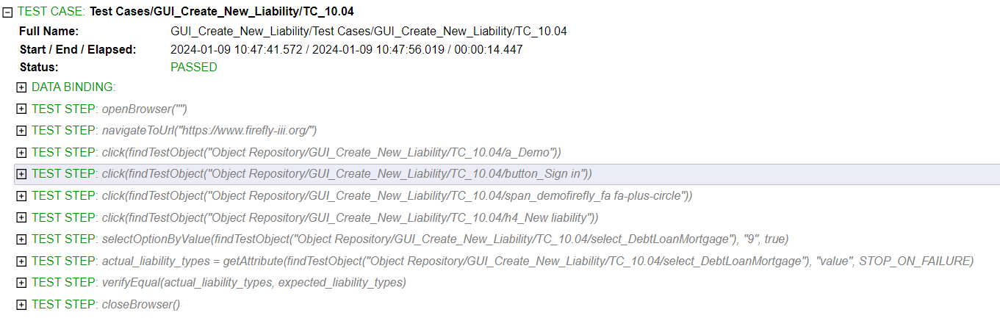 TEST CASE: Test Cases/GUI_Create_New_Liability/TC_10.04
Full Name: GUI_Create_New_Liability/Test Cases/GUI_Create_New_Liability/TC_10.04
Start / End / Elapsed: 2024-01-09 10:47:41.572 / 2024-01-09 10:47:56.019 / 00:00:14.447
Status: PASSED
DATA BINDING:
TEST STEP: openBrowser("")
TEST STEP: navigateToUrl("https://www.firefly-iii.org/")
TEST STEP: click(findTestObject("Object Repository/GUI_Create_New_Liability/TC_10.04/a_Demo"))
TEST STEP: click(findTestObject("Object Repository/GUI_Create_New_Liability/TC_10.04/button_Sign in"))
TEST STEP: click(findTestObject("Object Repository/GUI_Create_New_Liability/TC_10.04/span_demofirefly_fa fa-plus-circle"))
TEST STEP: click(findTestObject("Object Repository/GUI_Create_New_Liability/TC_10.04/h4_New liability"))
TEST STEP: selectOptionByValue(findTestObject("Object Repository/GUI_Create_New_Liability/TC_10.04/select_DebtLoanMortgage"), "9", true)
TEST STEP: actual_liability_types = getAttribute(findTestObject("Object Repository/GUI_Create_New_Liability/TC_10.04/select_DebtLoanMortgage"), "value", STOP_ON_FAILURE)
TEST STEP: verifyEqual(actual_liability_types, expected_liability_types)
TEST STEP: closeBrowser()